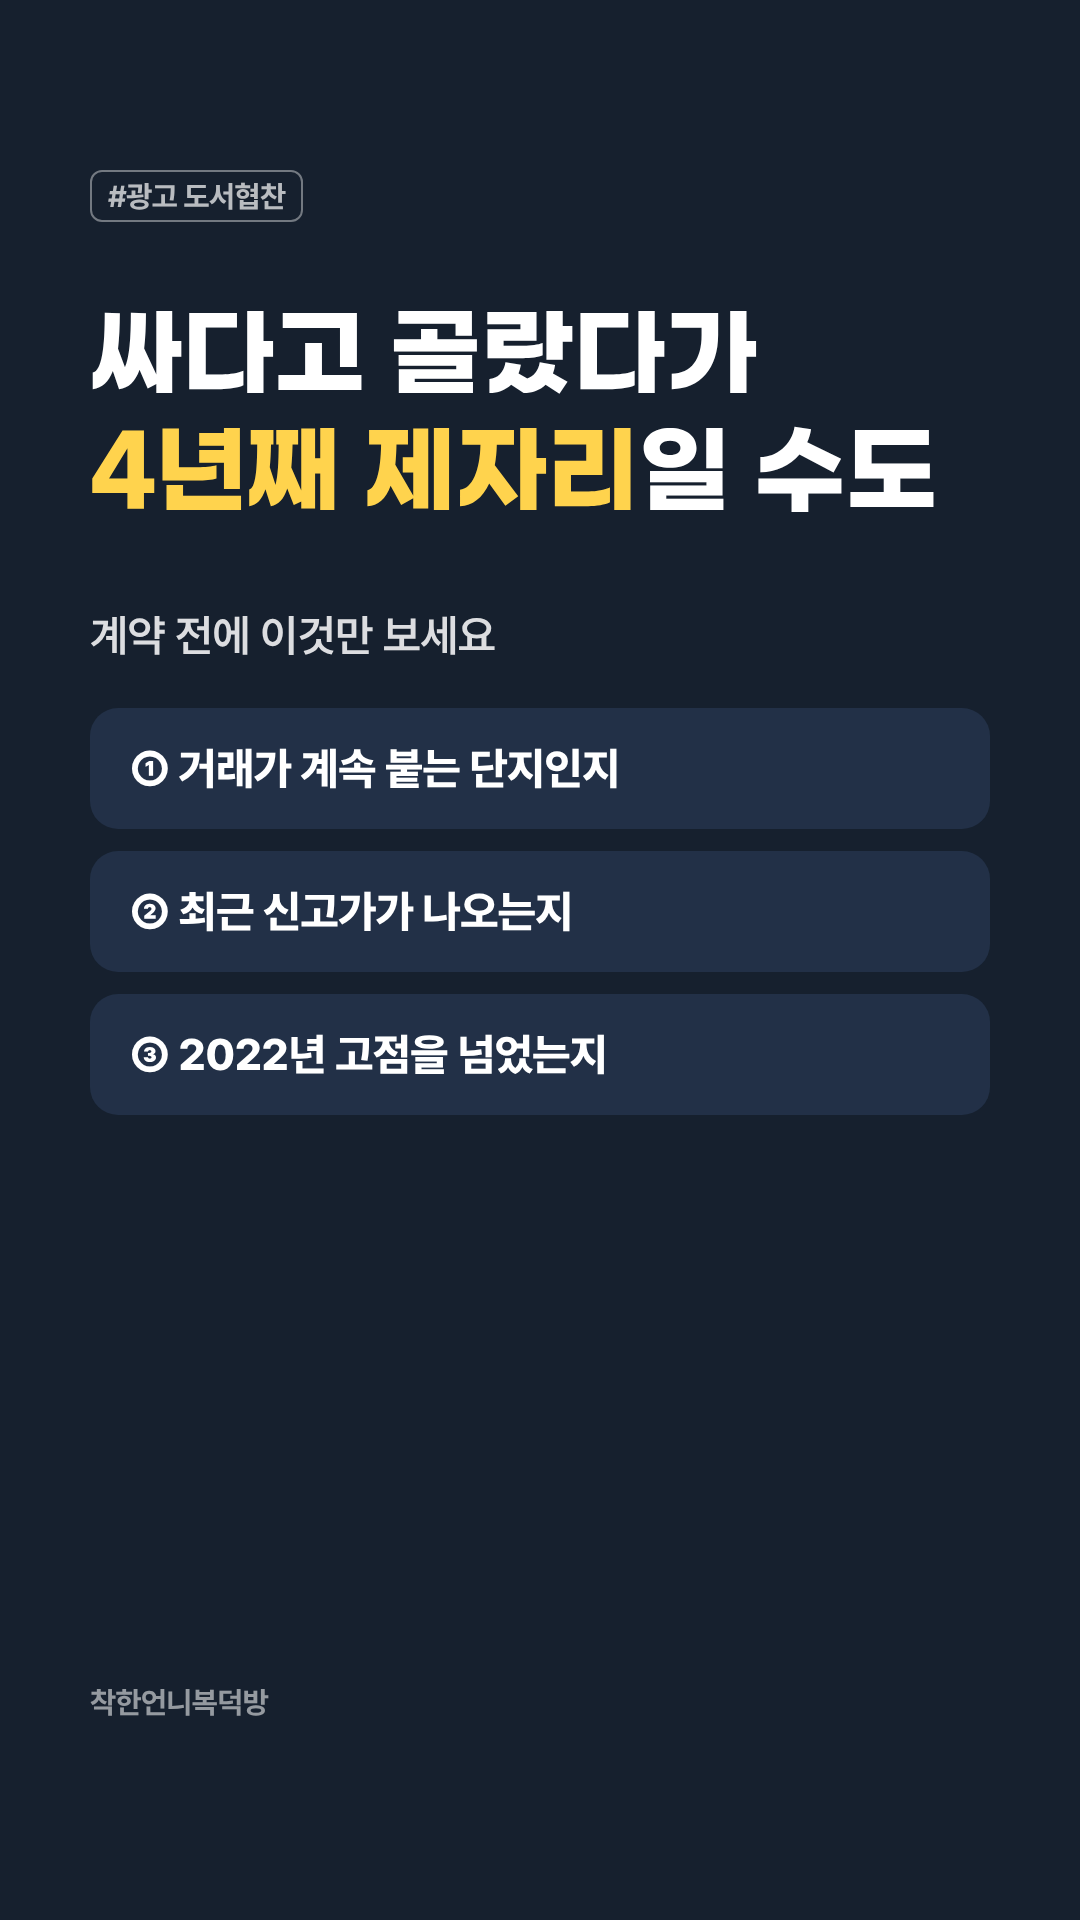 #광고 도서협찬
싸다고 골랐다가
4년째 제자리일 수도
계약 전에 이것만 보세요
① 거래가 계속 붙는 단지인지
② 최근 신고가가 나오는지
③ 2022년 고점을 넘었는지
착한언니복덕방